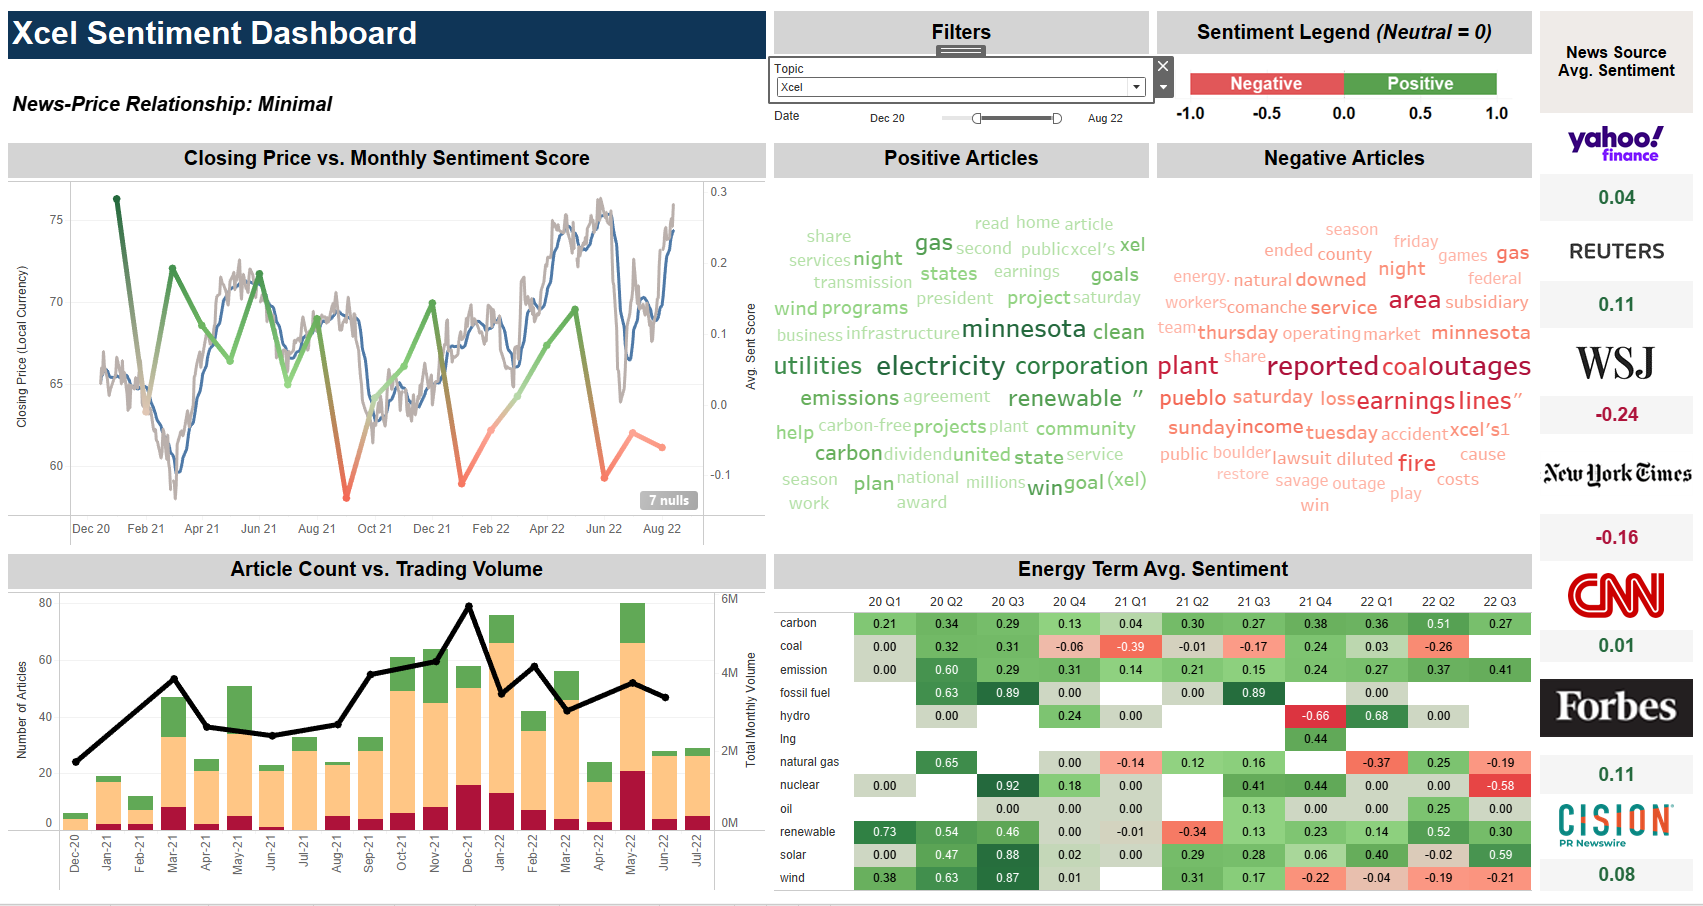 Xcel Sentiment Dashboard
News-Price Relationship: Minimal
Filters
Topic
Xcel
Date
Dec 20
Aug 22
Sentiment Legend (Neutral = 0)
Negative Positive
-1.0 -0.5 0.0 0.5 1.0
News Source
Avg. Sentiment
yahoo!
finance
0.04
REUTERS
0.11
WSJ
-0.24
New York Times
-0.16
CNN
0.01
Forbes
0.11
CISION
PR Newswire
0.08
Closing Price vs. Monthly Sentiment Score
Closing Price (Local Currency)
75
70
65
60
0.3
0.2
0.1
0.0
-0.1
Avg. Sent Score
7 nulls
Dec 20 Feb 21 Apr 21 Jun 21 Aug 21 Oct 21 Dec 21 Feb 22 Apr 22 Jun 22 Aug 22
Positive Articles
read home article
share
gas second public xcel's xel
services night
states earnings goals
transmission
president project saturday
wind programs
business infrastructure minnesota clean
utilities electricity corporation
emissions agreement renewable "
help carbon-free projects plant community
carbon dividend united state service
season plan national millions win goal (xel)
work award
Negative Articles
season
friday
ended county games gas
night
energy. natural downed federal
workers comanche service area subsidiary
team thursday operating market minnesota
share
plant reported coal outages
pueblo saturday loss earnings lines "
sunday income tuesday accident xcel's 1
public boulder lawsuit diluted fire cause
restore savage outage costs
play
win
Article Count vs. Trading Volume
Number of Articles
80
60
40
20
0
6M
4M
2M
0M
Total Monthly Volume
Dec-20 Jan-21 Feb-21 Mar-21 Apr-21 May-21 Jun-21 Jul-21 Aug-21 Sep-21 Oct-21 Nov-21 Dec-21 Jan-22 Feb-22 Mar-22 Apr-22 May-22 Jun-22 Jul-22
Energy Term Avg. Sentiment
20 Q1 20 Q2 20 Q3 20 Q4 21 Q1 21 Q2 21 Q3 21 Q4 22 Q1 22 Q2 22 Q3
carbon 0.21 0.34 0.29 0.13 0.04 0.30 0.27 0.38 0.36 0.51 0.27
coal 0.00 0.32 0.31 -0.06 -0.39 -0.01 -0.17 0.24 0.03 -0.26
emission 0.00 0.60 0.29 0.31 0.14 0.21 0.15 0.24 0.27 0.37 0.41
fossil fuel 0.63 0.89 0.00 0.00 0.89 0.00
hydro 0.00 0.24 0.00 -0.66 0.68 0.00
lng 0.44
natural gas 0.65 0.00 -0.14 0.12 0.16 -0.37 0.25 -0.19
nuclear 0.00 0.92 0.18 0.00 0.41 0.44 0.00 0.00 -0.58
oil 0.00 0.00 0.00 0.13 0.00 0.00 0.25 0.00
renewable 0.73 0.54 0.46 0.00 -0.01 -0.34 0.13 0.23 0.14 0.52 0.30
solar 0.00 0.47 0.88 0.02 0.00 0.29 0.28 0.06 0.40 -0.02 0.59
wind 0.38 0.63 0.87 0.01 0.31 0.17 -0.22 -0.04 -0.19 -0.21